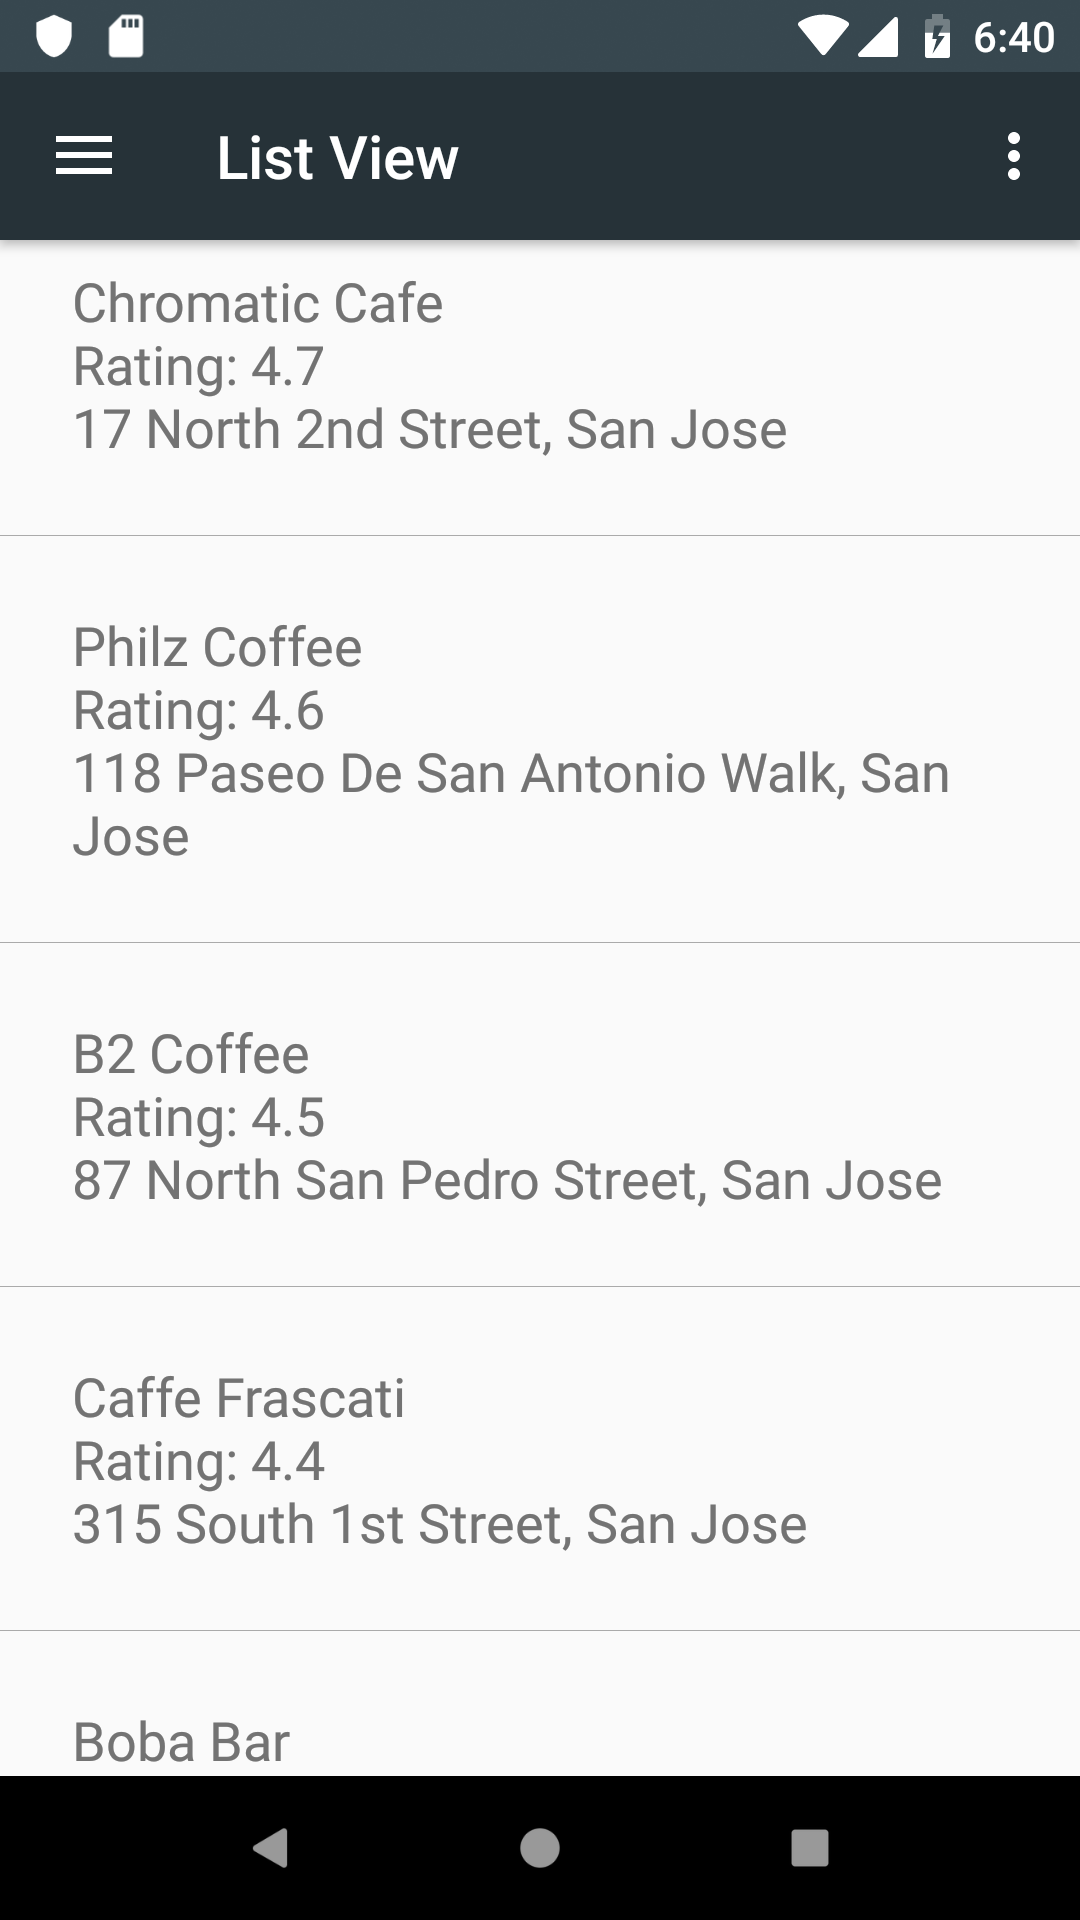 6:40
List View
Chromatic Cafe
Rating: 4.7
17 North 2nd Street, San Jose
Philz Coffee
Rating: 4.6
118 Paseo De San Antonio Walk, San
Jose
B2 Coffee
Rating: 4.5
87 North San Pedro Street, San Jose
Caffe Frascati
Rating: 4.4
315 South 1st Street, San Jose
Boba Bar